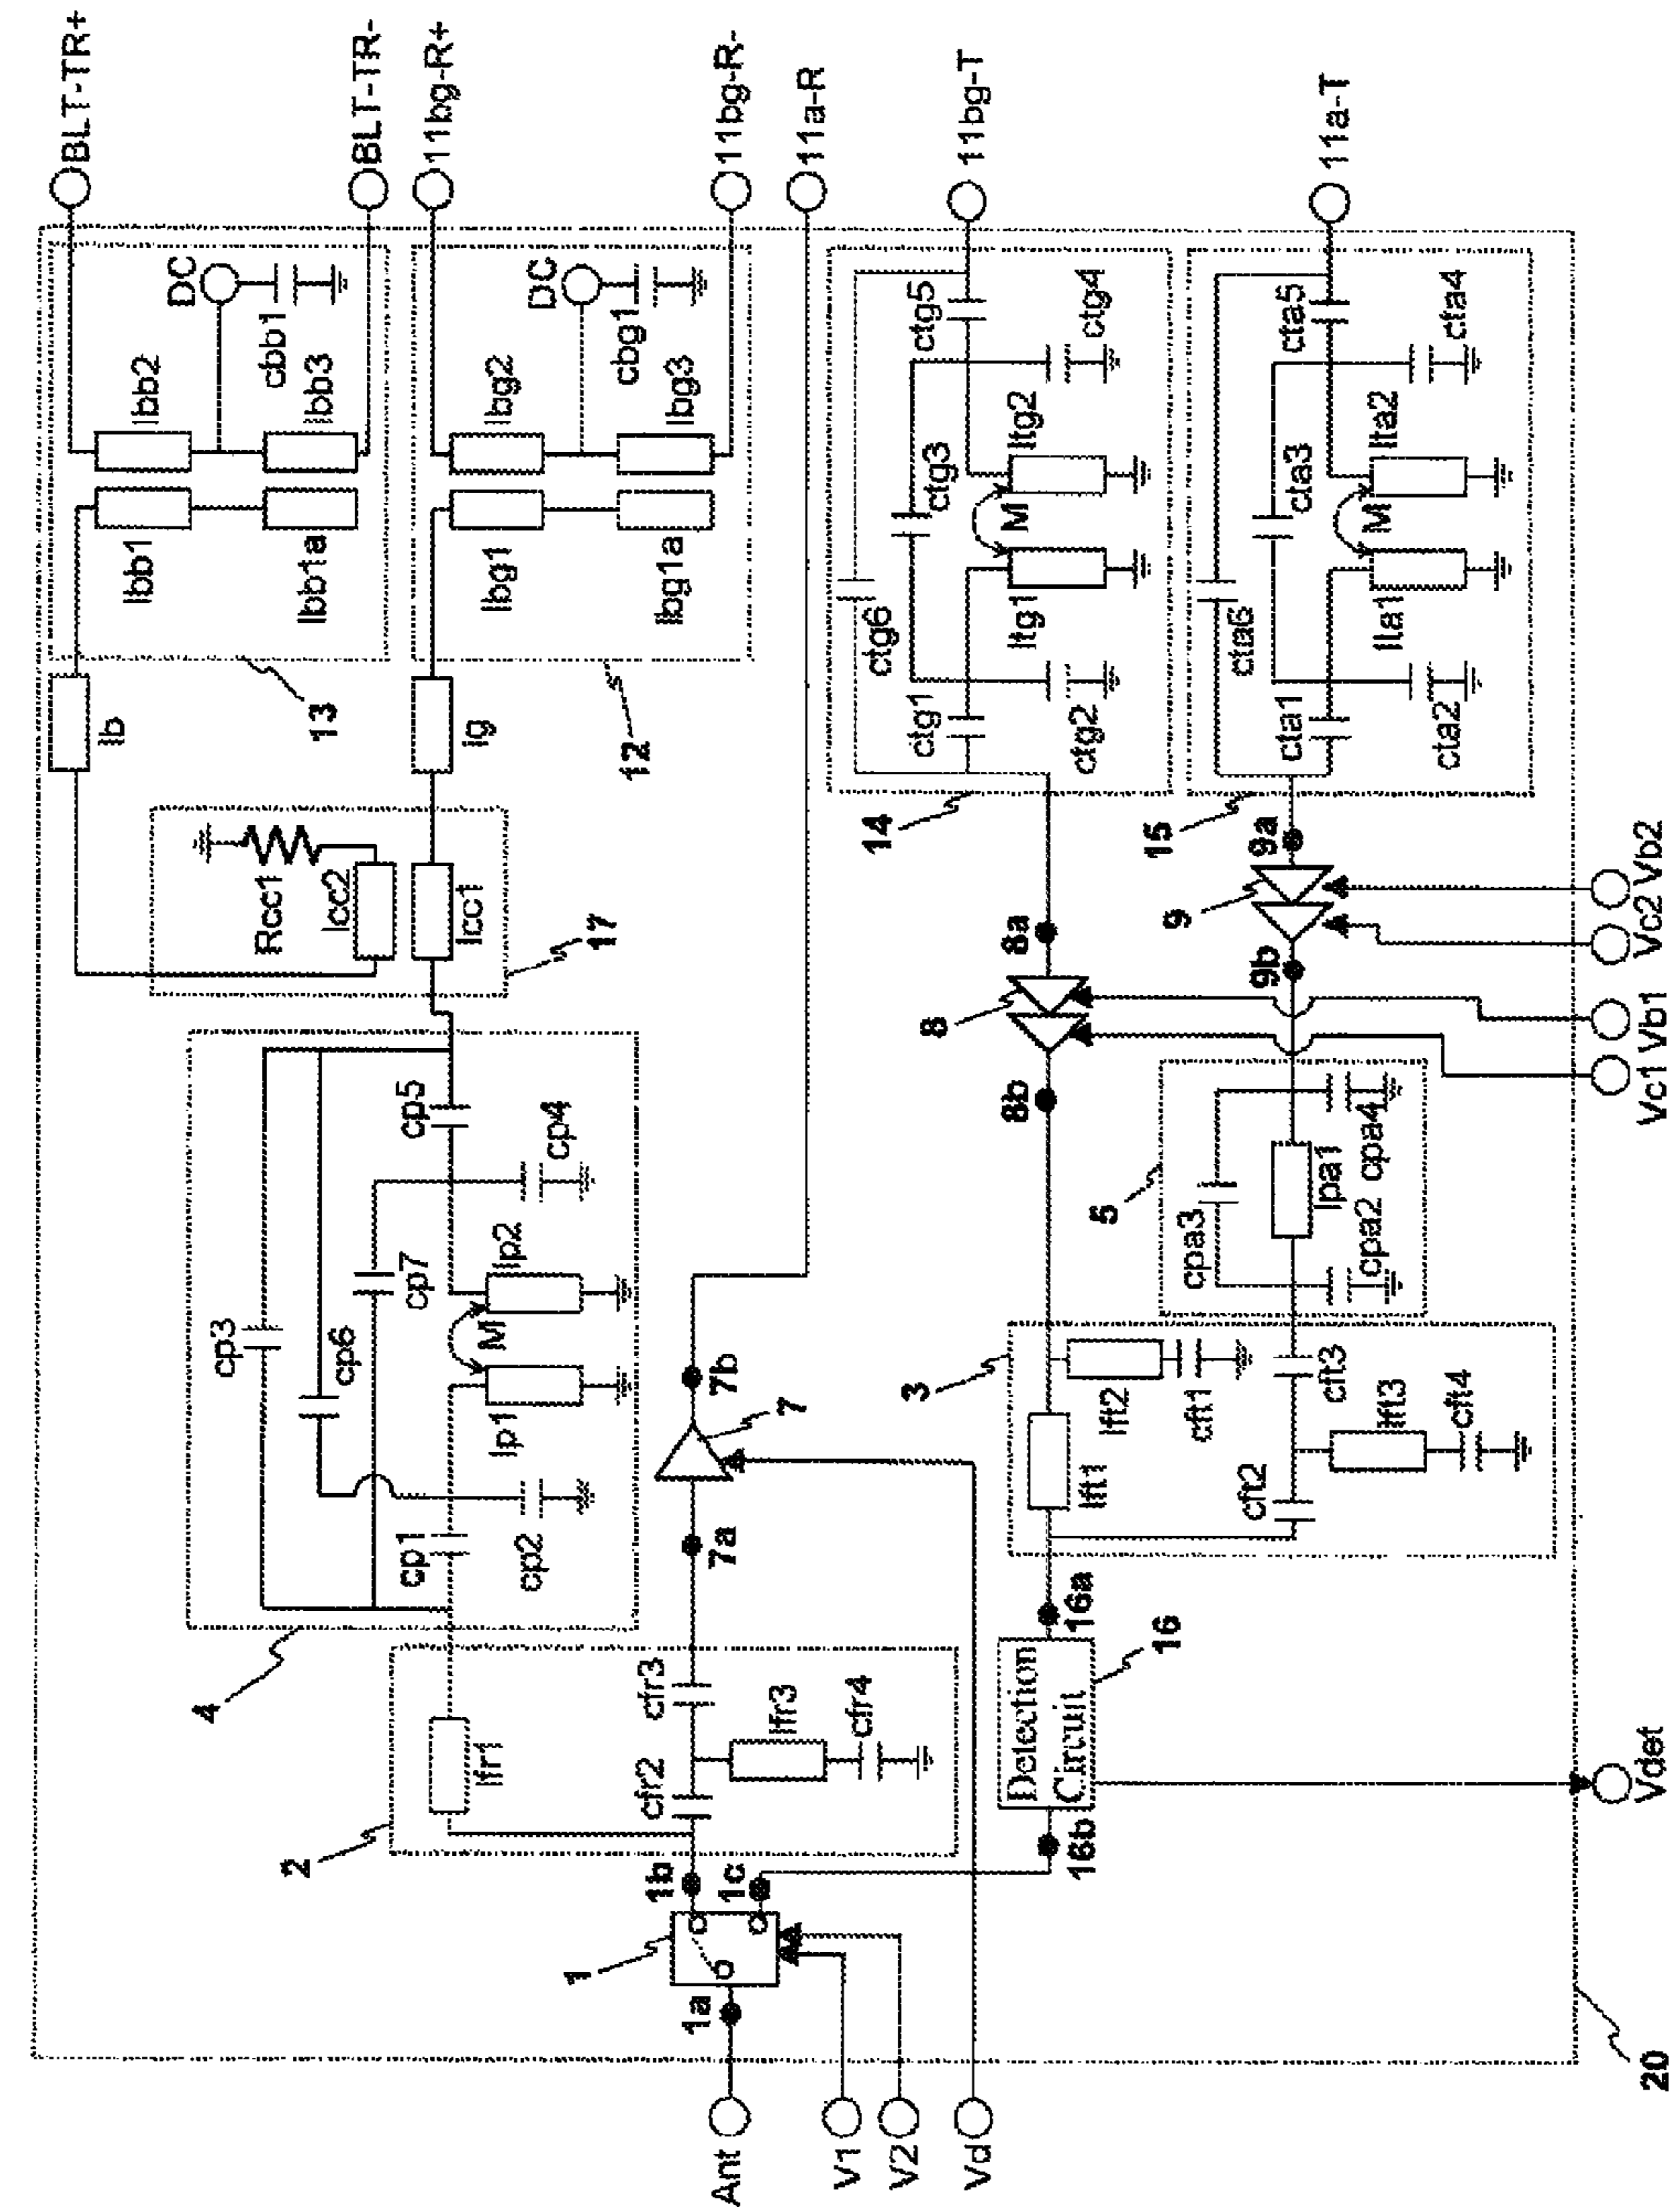 BLT-TR+
BLT-TR-
11bg-R+
11bg-R-
11a-R
11bg-T
11a-T
lb
13
lbb1
lbb2
lbb1a
lbb3
DC
cbb1
Rcc1
lcc2
lcc1
17
lg
12
lbg1
lbg2
lbg1a
lbg3
DC
cbg1
4
cp3
cp6
cp7
cp1
cp2
lp1
M
lp2
cp5
cp4
2
lfr1
cfr2
cfr3
lfr3
cfr4
7a
7
7b
1
1a
1b
1c
Ant
V1
V2
Vd
14
ctg6
ctg1
ctg2
ctg3
ltg1
M
ltg2
ctg5
ctg4
15
cta6
cta1
cta2
cta3
lta1
M
lta2
cta5
cta4
8
8a
8b
9
9a
9b
5
cpa3
lpa1
cpa2
cpa4
3
lft1
lft2
cft1
cft2
cft3
lft3
cft4
16a
Detection
Circuit
16
16b
Vdet
Vc1
Vb1
Vc2
Vb2
20